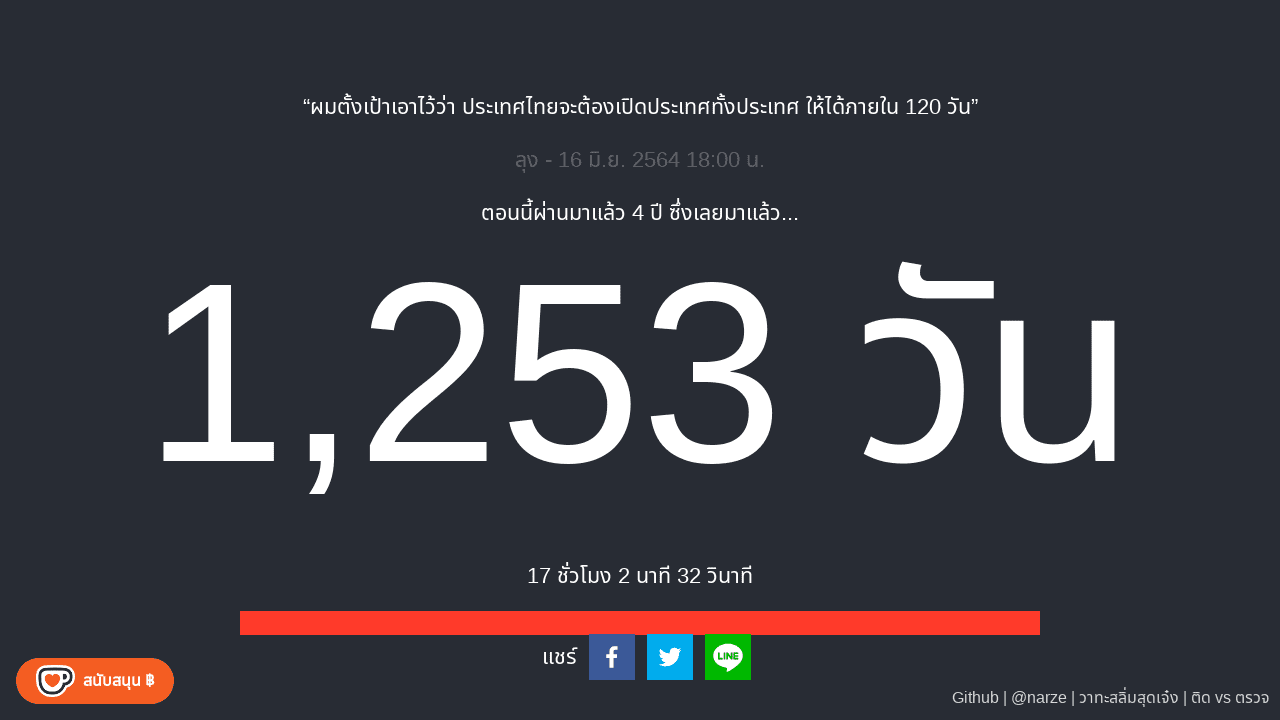 “ผมตั้งเป้าเอาไว้ว่า ประเทศไทยจะต้องเปิดประเทศทั้งประเทศ ให้ได้ภายใน 120 วัน”
ลุง - 16 มิ.ย. 2564 18:00 น.
ตอนนี้ผ่านมาแล้ว 4 ปี ซึ่งเลยมาแล้ว...
1,253 วัน
17 ชั่วโมง 2 นาที 32 วินาที
แชร์
LINE
สนับสนุน ฿
Github | @narze | วาทะสลิ่มสุดเจ๋ง | ติด vs ตรวจ